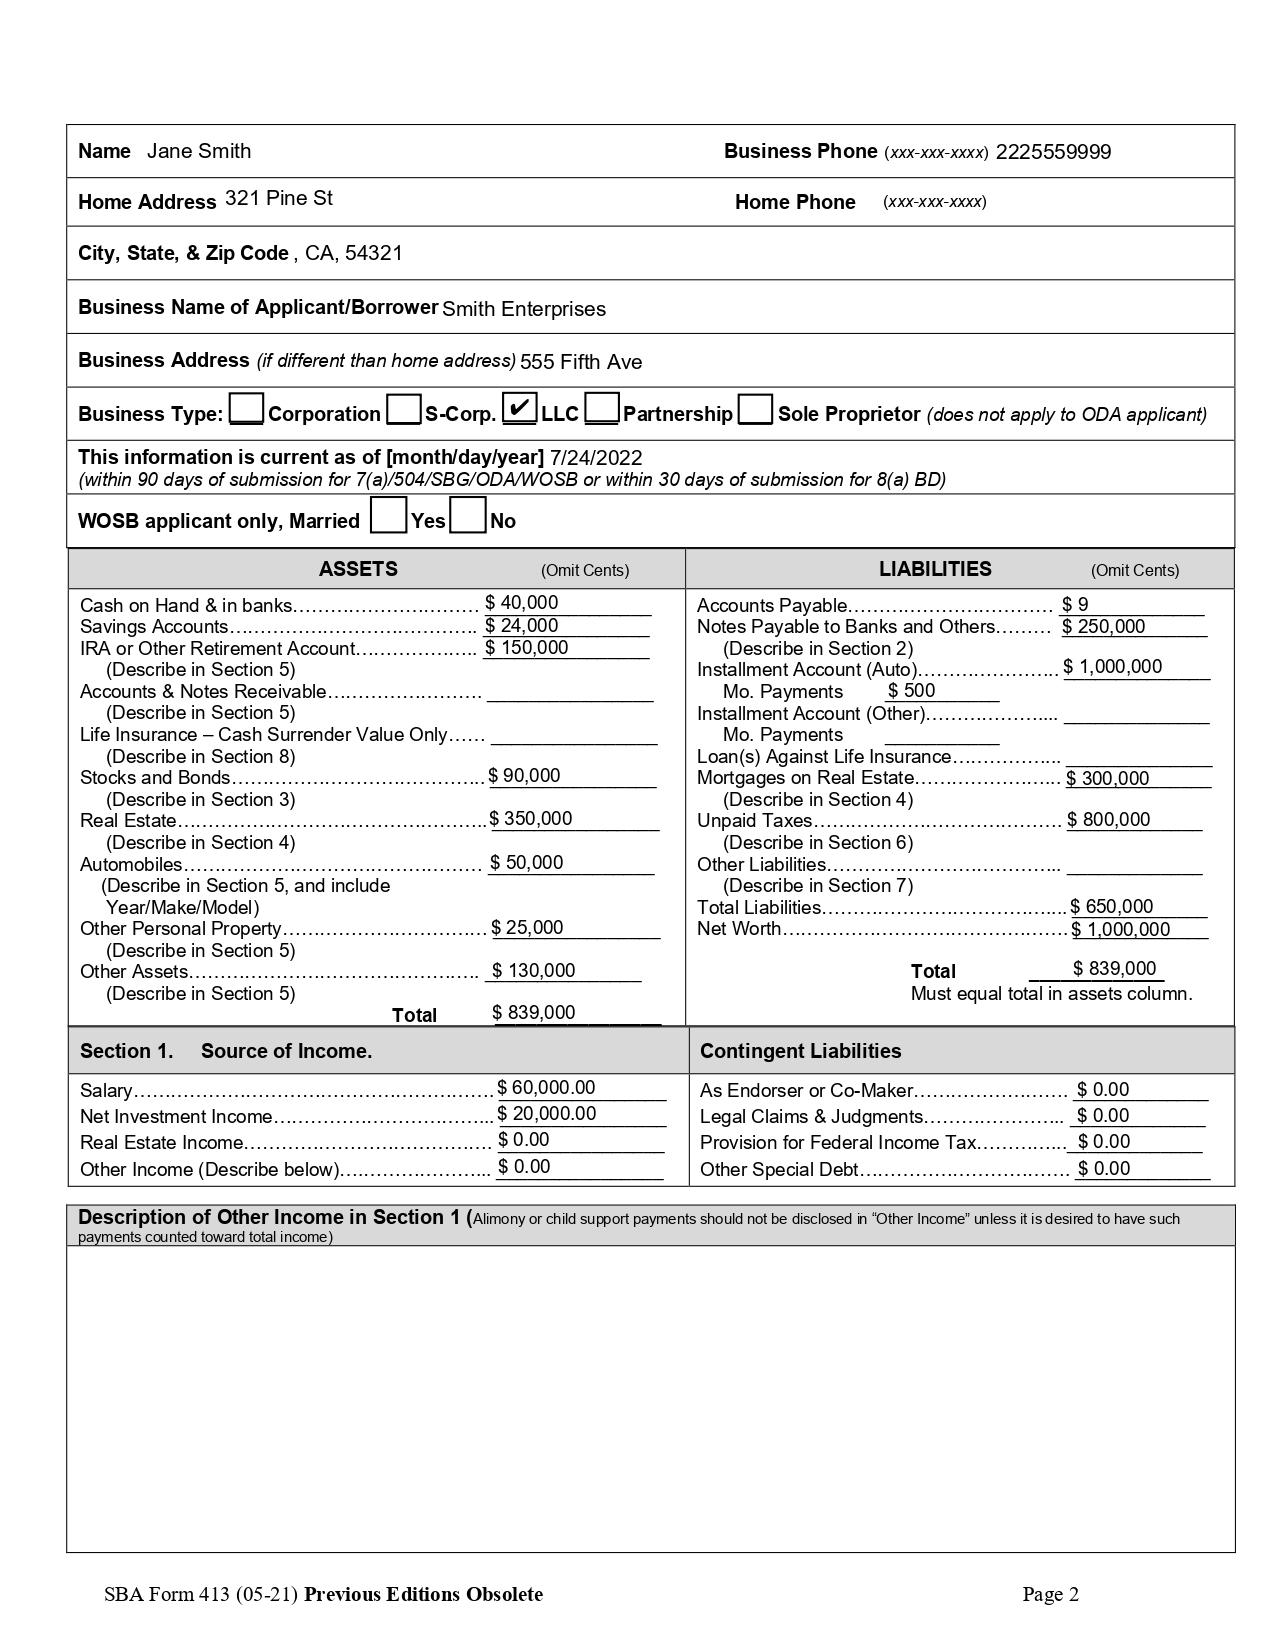 Name Jane Smith Business Phone (xxx-xxx-xxxx) 2225559999
Home Address 321 Pine St Home Phone (xxx-xxx-xxxx)
City, State, & Zip Code , CA, 54321
Business Name of Applicant/Borrower Smith Enterprises
Business Address (if different than home address) 555 Fifth Ave
Business Type: Corporation S-Corp. ✔ LLC Partnership Sole Proprietor (does not apply to ODA applicant)
This information is current as of [month/day/year] 7/24/2022
(within 90 days of submission for 7(a)/504/SBG/ODA/WOSB or within 30 days of submission for 8(a) BD)
WOSB applicant only, Married Yes No
ASSETS (Omit Cents)
Cash on Hand & in banks………………………… $ 40,000
Savings Accounts………………………………….. $ 24,000
IRA or Other Retirement Account……………….. $ 150,000
(Describe in Section 5)
Accounts & Notes Receivable…………………….
(Describe in Section 5)
Life Insurance – Cash Surrender Value Only……
(Describe in Section 8)
Stocks and Bonds………………………………….. $ 90,000
(Describe in Section 3)
Real Estate…………………………………………. $ 350,000
(Describe in Section 4)
Automobiles………………………………………… $ 50,000
(Describe in Section 5, and include
Year/Make/Model)
Other Personal Property…………………………… $ 25,000
(Describe in Section 5)
Other Assets……………………………………….. $ 130,000
(Describe in Section 5)
Total $ 839,000
LIABILITIES (Omit Cents)
Accounts Payable…………………………… $ 9
Notes Payable to Banks and Others……… $ 250,000
(Describe in Section 2)
Installment Account (Auto)………………….. $ 1,000,000
Mo. Payments $ 500
Installment Account (Other)………………....
Mo. Payments
Loan(s) Against Life Insurance……………...
Mortgages on Real Estate………………….. $ 300,000
(Describe in Section 4)
Unpaid Taxes………………………………… $ 800,000
(Describe in Section 6)
Other Liabilities………………………………..
(Describe in Section 7)
Total Liabilities………………………………... $ 650,000
Net Worth……………………………………… $ 1,000,000
Total $ 839,000
Must equal total in assets column.
Section 1. Source of Income.
Salary………………………………………………… $ 60,000.00
Net Investment Income…………………………….. $ 20,000.00
Real Estate Income…………………………………. $ 0.00
Other Income (Describe below)…………………….. $ 0.00
Contingent Liabilities
As Endorser or Co-Maker……………………. $ 0.00
Legal Claims & Judgments………………….. $ 0.00
Provision for Federal Income Tax………….. $ 0.00
Other Special Debt……………………………. $ 0.00
Description of Other Income in Section 1 (Alimony or child support payments should not be disclosed in “Other Income” unless it is desired to have such
payments counted toward total income)
SBA Form 413 (05-21) Previous Editions Obsolete Page 2